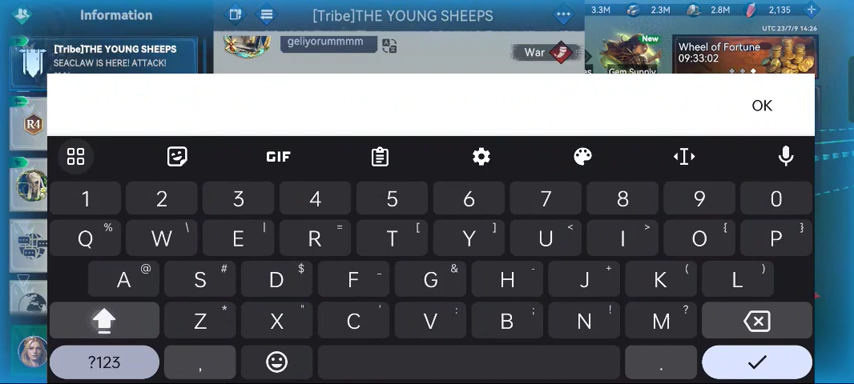 Information
[Tribe]THE YOUNG SHEEPS
3.3M
2.3M
2.8M
2,135
UTC 23/7/9 14:26
[Tribe]THE YOUNG SHEEPS
SEACLAW IS HERE! ATTACK!
geliyorummmm
War
New
Gem Supply
Wheel of Fortune
09:33:02
R4
OK
GIF
1 2 3 4 5 6 7 8 9 0
Q % W \ E | R = T [ Y ] U < I > O { P }
A @ S # D $ F _ G & H - J + K ( L )
Z * X " C ' V : B ; N ! M ?
?123 , .